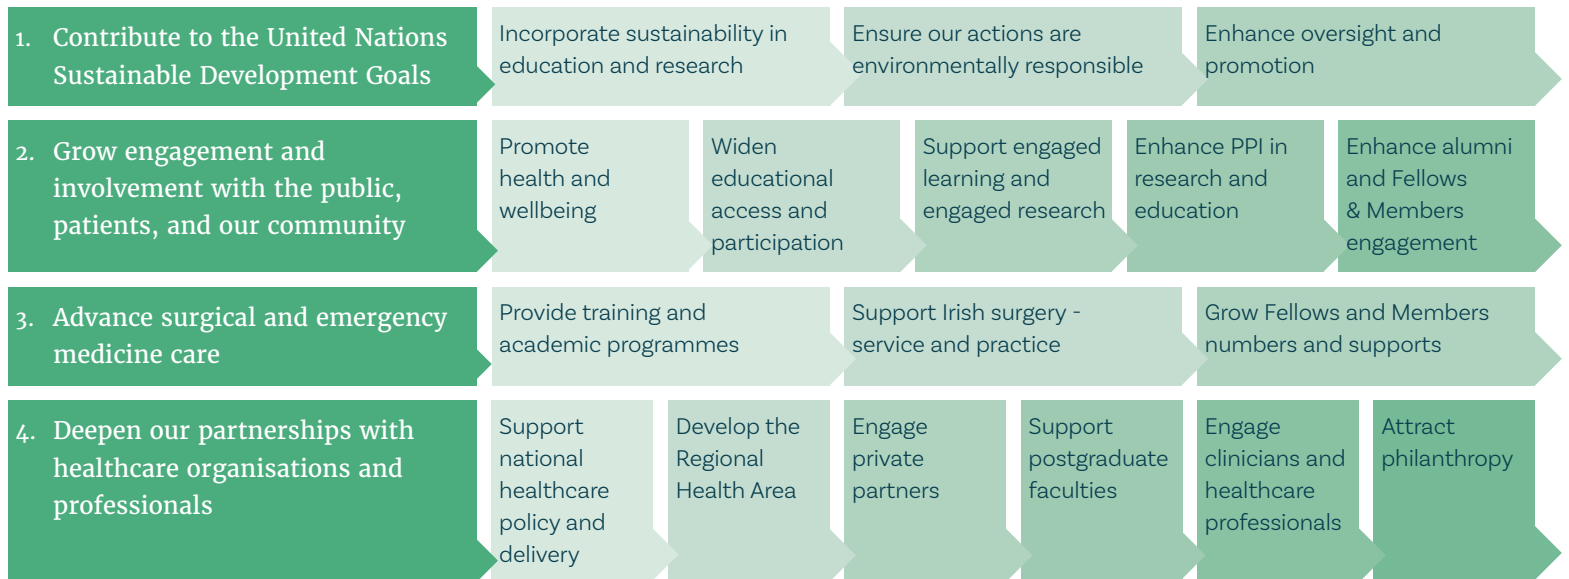 1. Contribute to the United Nations
Sustainable Development Goals
Incorporate sustainability in
education and research
Ensure our actions are
environmentally responsible
Enhance oversight and
promotion
2. Grow engagement and
involvement with the public,
patients, and our community
Promote
health and
wellbeing
Widen
educational
access and
participation
Support engaged
learning and
engaged research
Enhance PPI in
research and
education
Enhance alumni
and Fellows
& Members
engagement
3. Advance surgical and emergency
medicine care
Provide training and
academic programmes
Support Irish surgery -
service and practice
Grow Fellows and Members
numbers and supports
4. Deepen our partnerships with
healthcare organisations and
professionals
Support
national
healthcare
policy and
delivery
Develop the
Regional
Health Area
Engage
private
partners
Support
postgraduate
faculties
Engage
clinicians and
healthcare
professionals
Attract
philanthropy